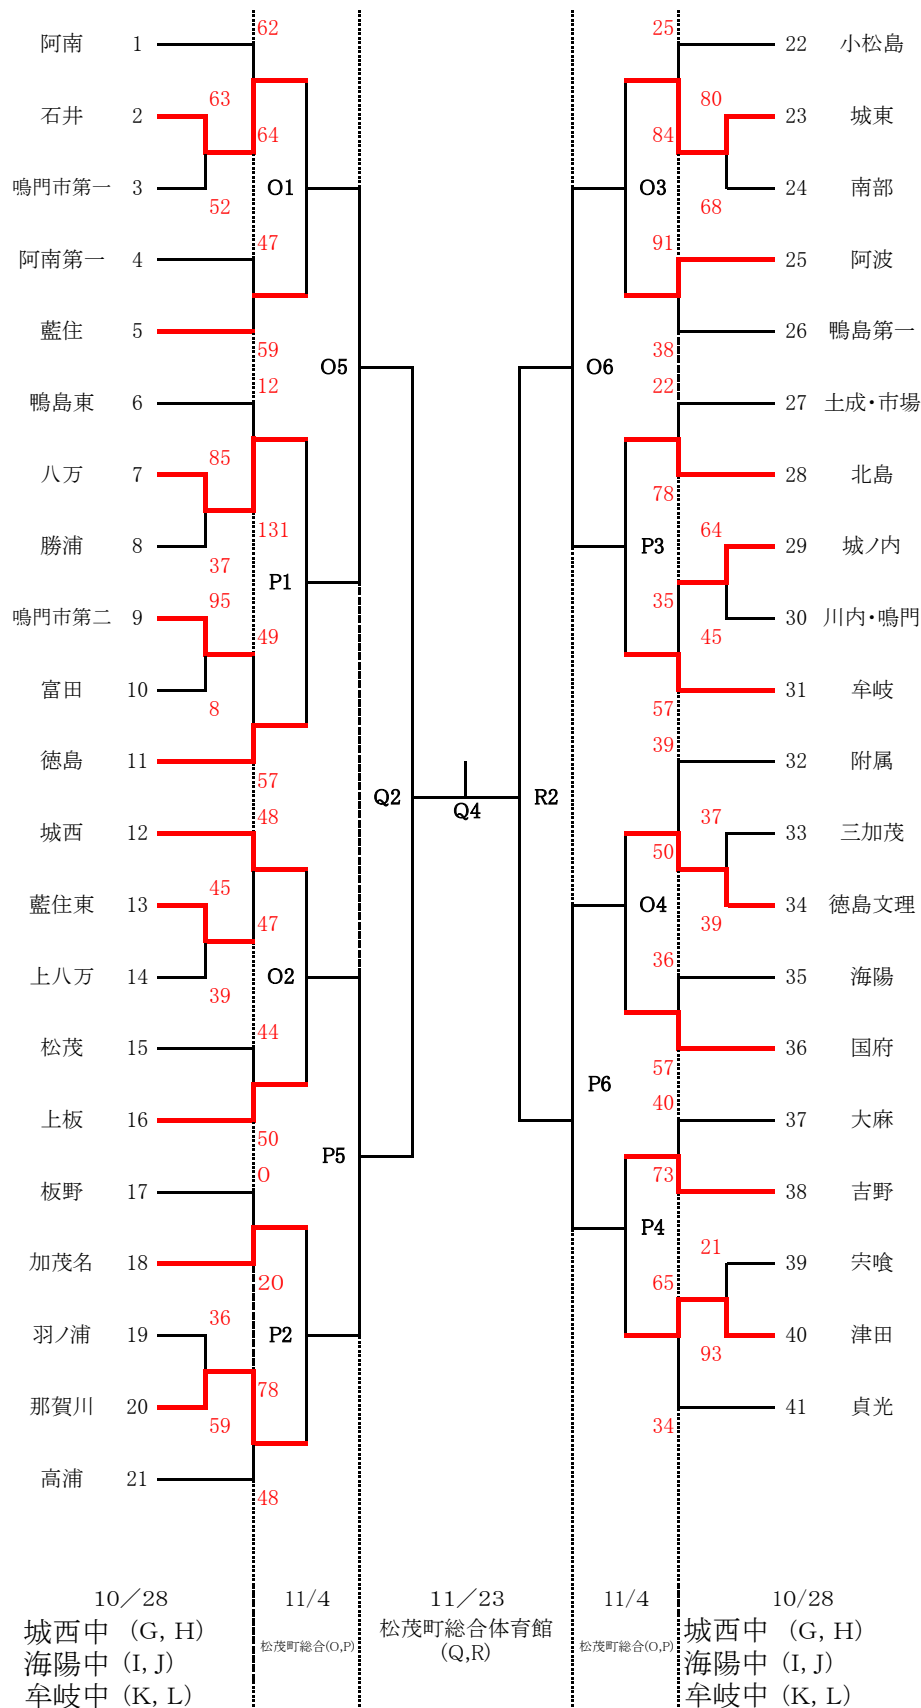 62
25
阿南 1
22 小松島
63
80
石井 2
64
84
23 城東
鳴門市第一 3
O1
O3
24 南部
52
68
47
91
阿南第一 4
25 阿波
藍住 5
26 鴨島第一
59
38
O5
O6
12
22
鴨島東 6
27 土成・市場
85
八万 7
28 北島
78
131
64
勝浦 8
P3
29 城ノ内
37
P1
95
35
鳴門市第二 9
30 川内・鳴門
49
45
富田 10
31 牟岐
8
57
39
徳島 11
32 附属
57
Q2
R2
Q4
48
37
城西 12
33 三加茂
50
45
藍住東 13
47
O4
34 徳島文理
39
36
上八万 14
O2
35 海陽
39
44
松茂 15
36 国府
57
P6
40
上板 16
37 大麻
50
P5
0
73
板野 17
38 吉野
P4
21
加茂名 18
39 宍喰
20
65
36
羽ノ浦 19
P2
40 津田
93
78
那賀川 20
41 貞光
59
34
高浦 21
48
10／28
11/4
11／23
11/4
10/28
城西中 (G, H)
松茂町総合(O,P)
松茂町総合体育館
松茂町総合(O,P)
城西中 (G, H)
(Q,R)
海陽中 (I, J)
海陽中 (I, J)
牟岐中 (K, L)
牟岐中 (K, L)